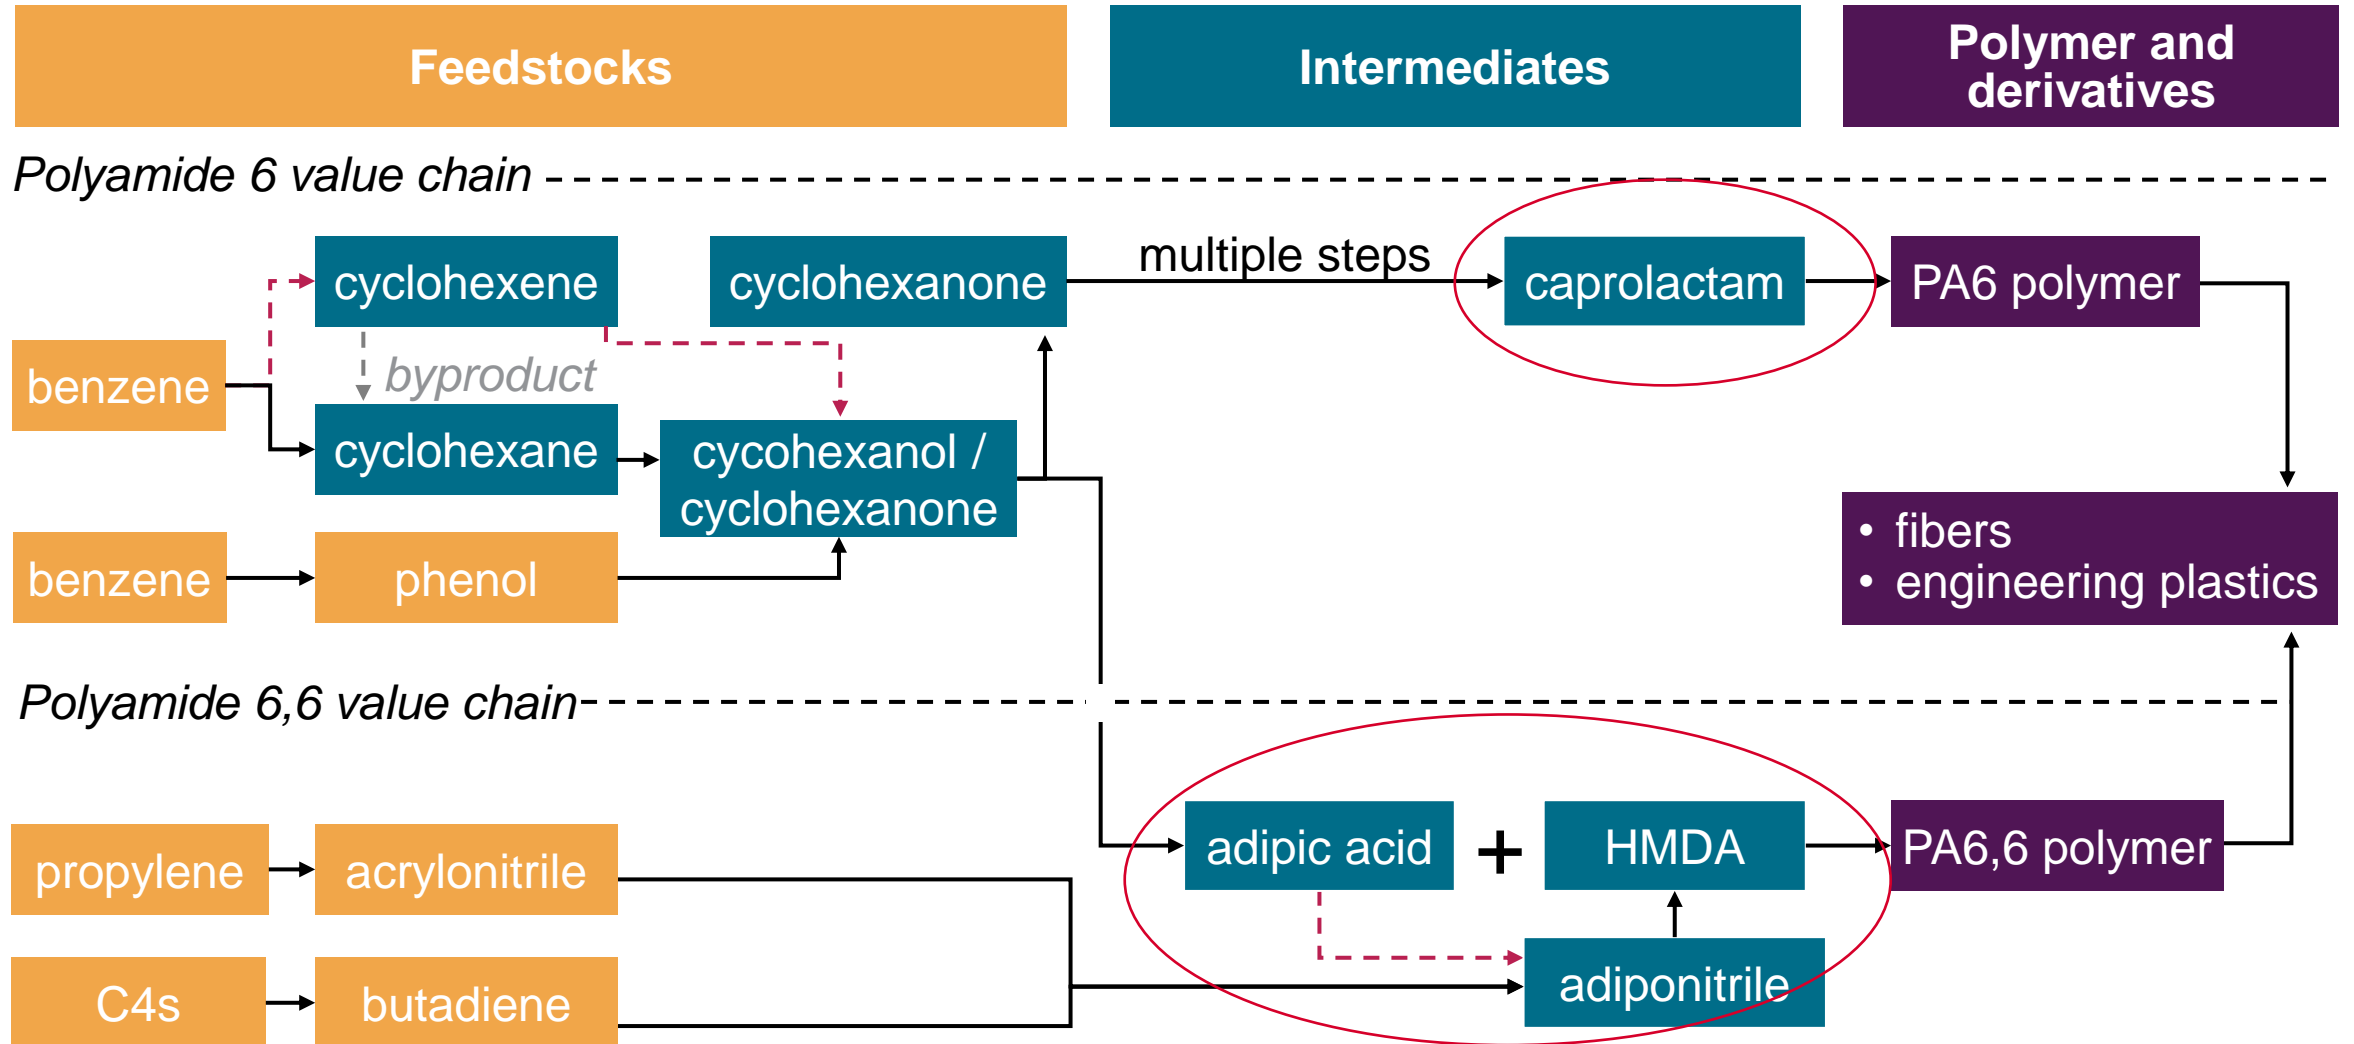 Feedstocks
Intermediates
Polymer and
derivatives
Polyamide 6 value chain
cyclohexene
cyclohexanone
multiple steps
caprolactam
PA6 polymer
benzene
byproduct
cyclohexane
cycohexanol /
cyclohexanone
benzene
phenol
• fibers
• engineering plastics
Polyamide 6,6 value chain
propylene
acrylonitrile
adipic acid
+
HMDA
PA6,6 polymer
C4s
butadiene
adiponitrile